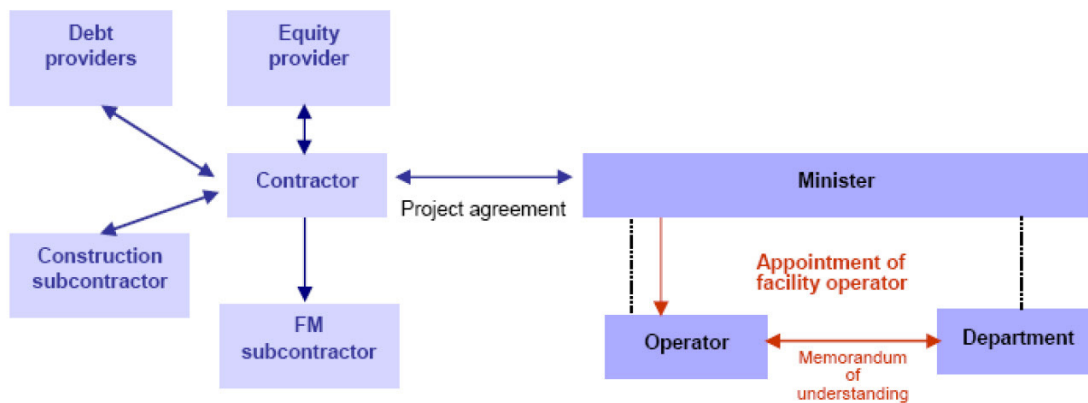 Debt
providers
Equity
provider
Contractor
Project agreement
Minister
Construction
subcontractor
FM
subcontractor
Appointment of
facility operator
Operator
Department
Memorandum
of
understanding